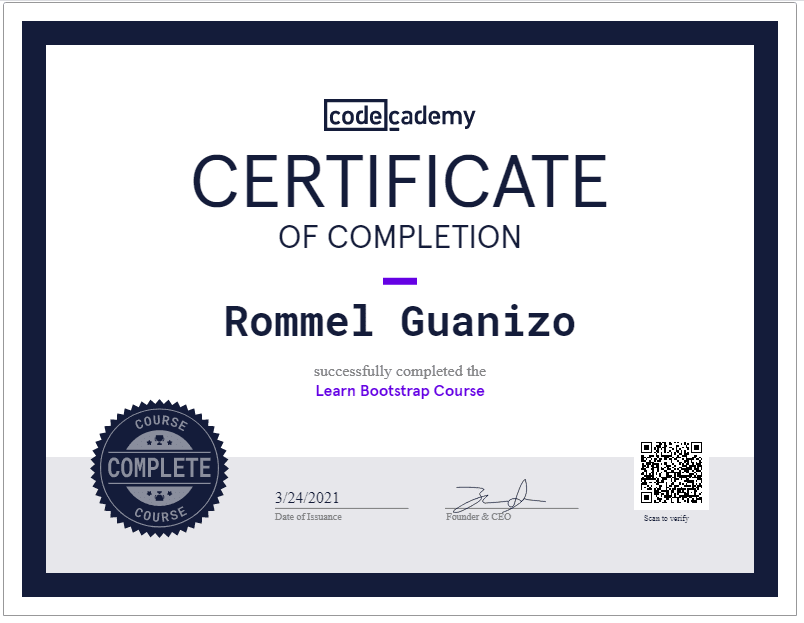 codecademy
CERTIFICATE
OF COMPLETION
Rommel Guanizo
successfully completed the
Learn Bootstrap Course
COURSE
COMPLETE
COURSE
3/24/2021
Date of Issuance
Founder & CEO
Scan to verify